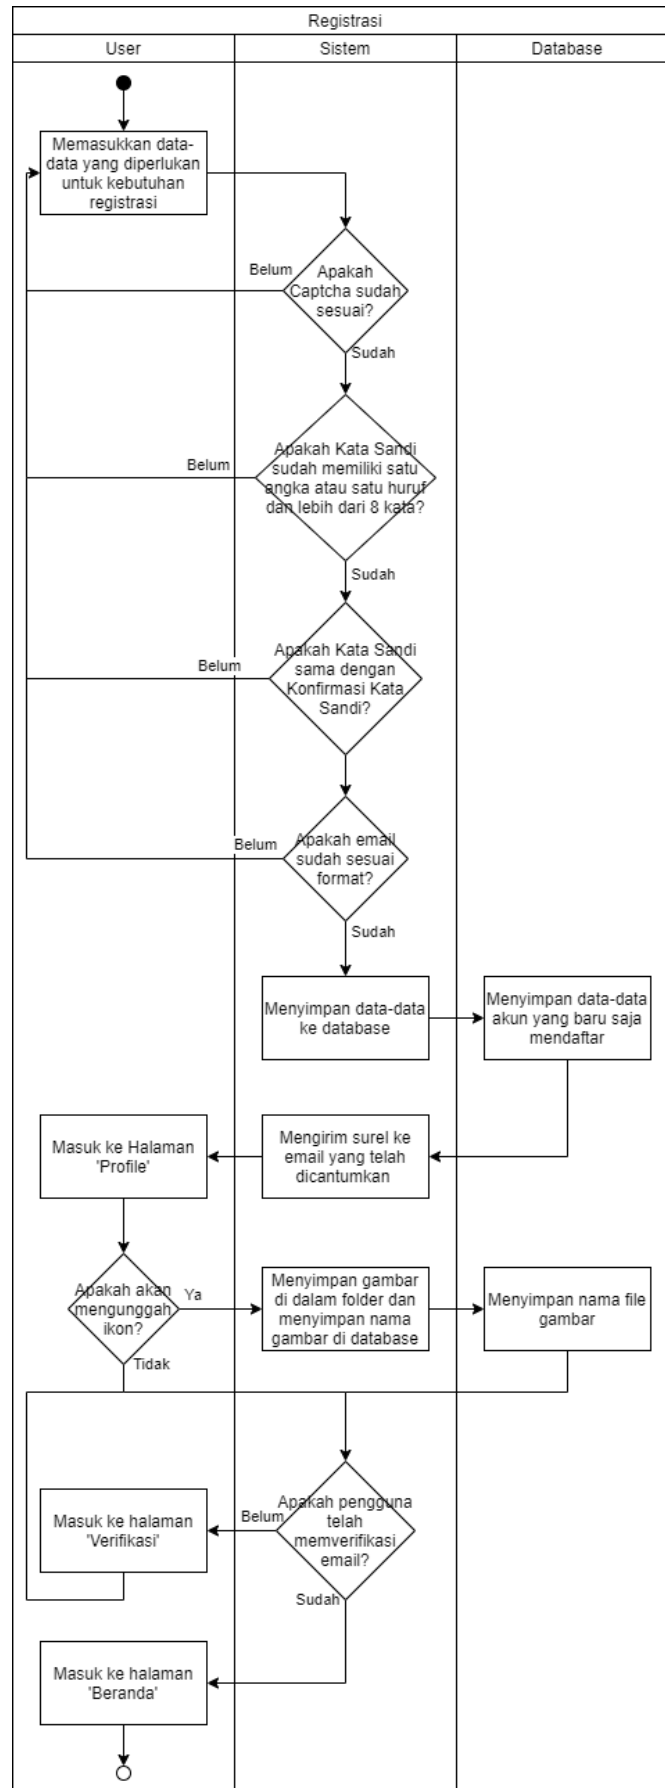 Registrasi
User
Sistem
Database
Memasukkan data-
data yang diperlukan
untuk kebutuhan
registrasi
Belum
Apakah
Captcha sudah
sesuai?
Sudah
Belum
Apakah Kata Sandi
sudah memiliki satu
angka atau satu huruf
dan lebih dari 8 kata?
Sudah
Belum
Apakah Kata Sandi
sama dengan
Konfirmasi Kata
Sandi?
Belum
Apakah email
sudah sesuai
format?
Sudah
Menyimpan data-data
ke database
Menyimpan data-data
akun yang baru saja
mendaftar
Masuk ke Halaman
'Profile'
Mengirim surel ke
email yang telah
dicantumkan
Apakah akan
mengunggah
ikon?
Ya
Menyimpan gambar
di dalam folder dan
menyimpan nama
gambar di database
Menyimpan nama file
gambar
Tidak
Masuk ke halaman
'Verifikasi'
Belum
Apakah pengguna
telah
memverifikasi
email?
Sudah
Masuk ke halaman
'Beranda'